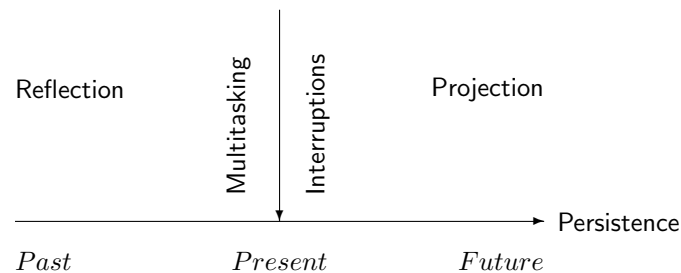 Reflection
Multitasking
Interruptions
Projection
Persistence
Past
Present
Future